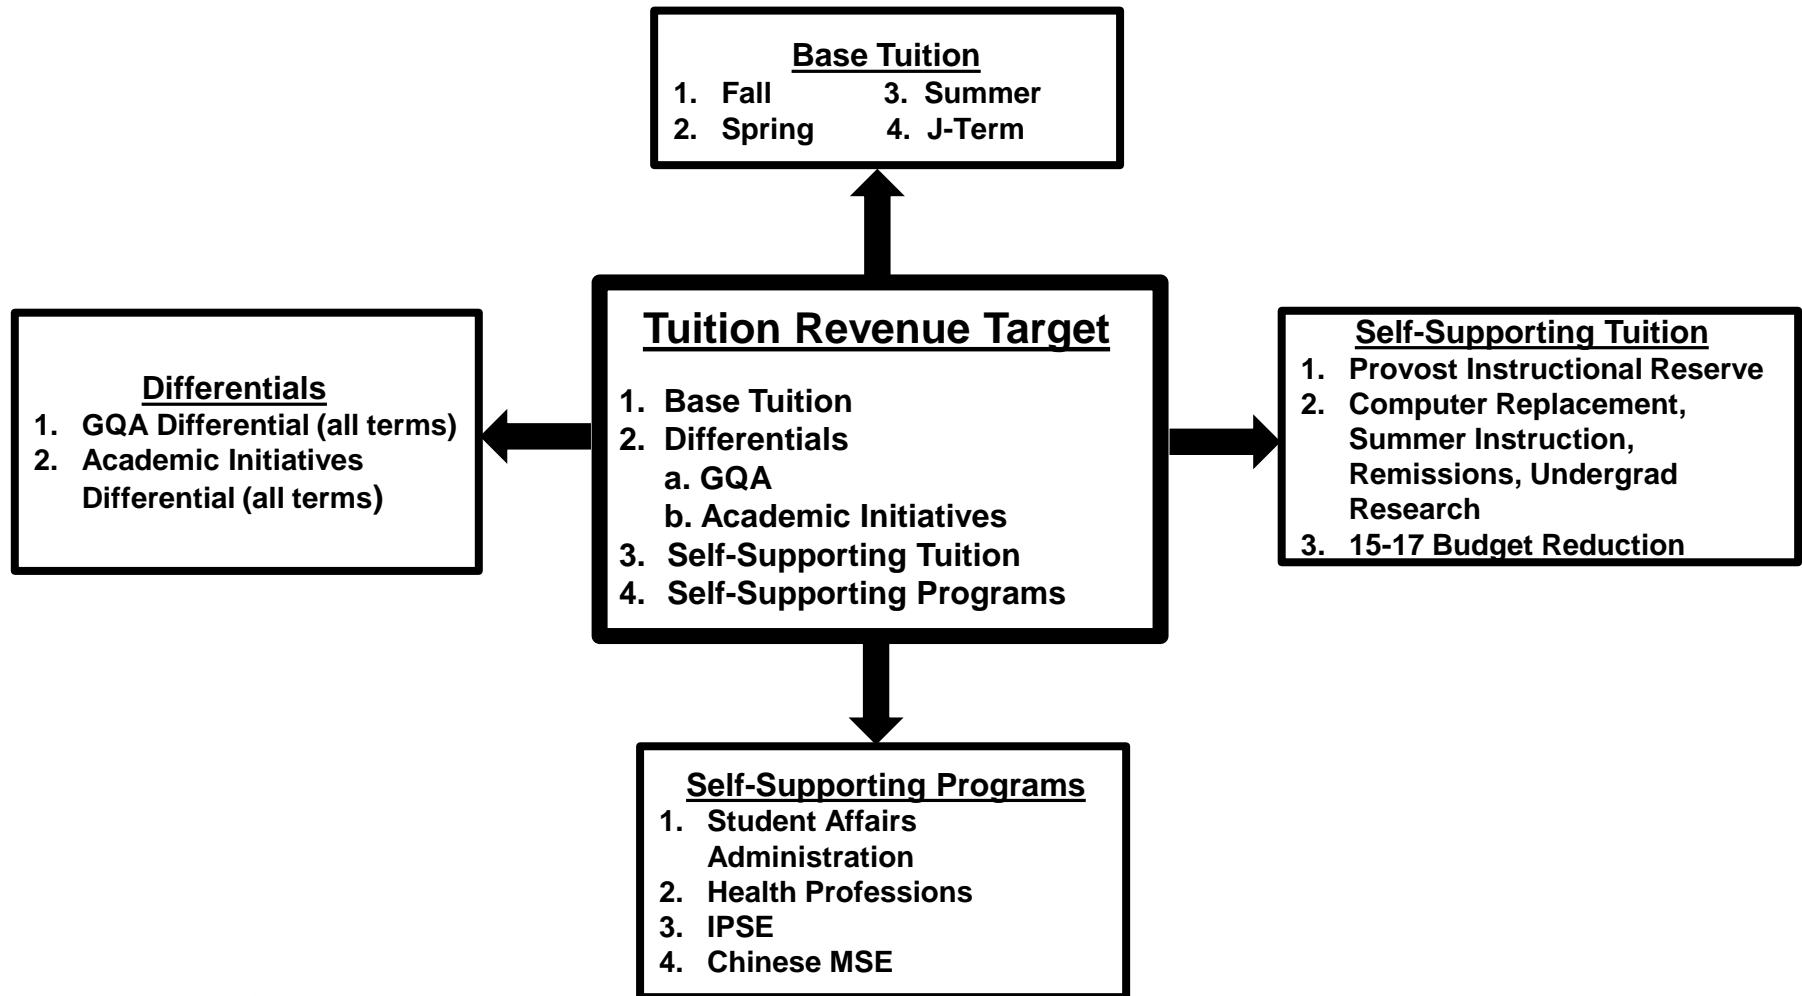 Base Tuition
1. Fall 3. Summer
2. Spring 4. J-Term
Differentials
1. GQA Differential (all terms)
2. Academic Initiatives
Differential (all terms)
Tuition Revenue Target
1. Base Tuition
2. Differentials
a. GQA
b. Academic Initiatives
3. Self-Supporting Tuition
4. Self-Supporting Programs
Self-Supporting Tuition
1. Provost Instructional Reserve
2. Computer Replacement,
Summer Instruction,
Remissions, Undergrad
Research
3. 15-17 Budget Reduction
Self-Supporting Programs
1. Student Affairs
Administration
2. Health Professions
3. IPSE
4. Chinese MSE